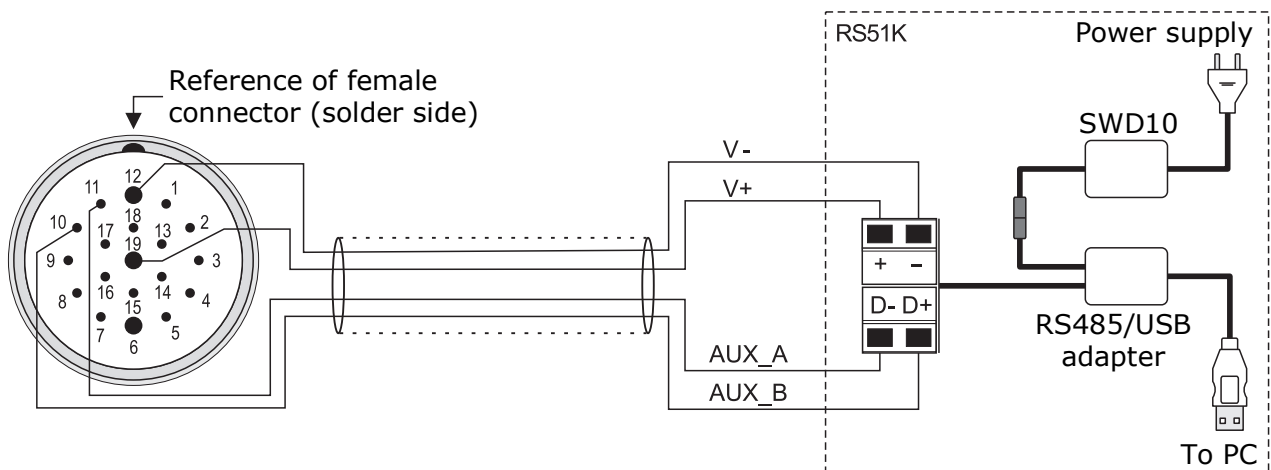 RS51K
Power supply
Reference of female
connector (solder side)
SWD10
V-
V+
12
11
1
10
18
2
17
13
19
9
3
16
14
8
15
4
7
5
6
+ -
D- D+
RS485/USB
adapter
AUX_A
AUX_B
To PC